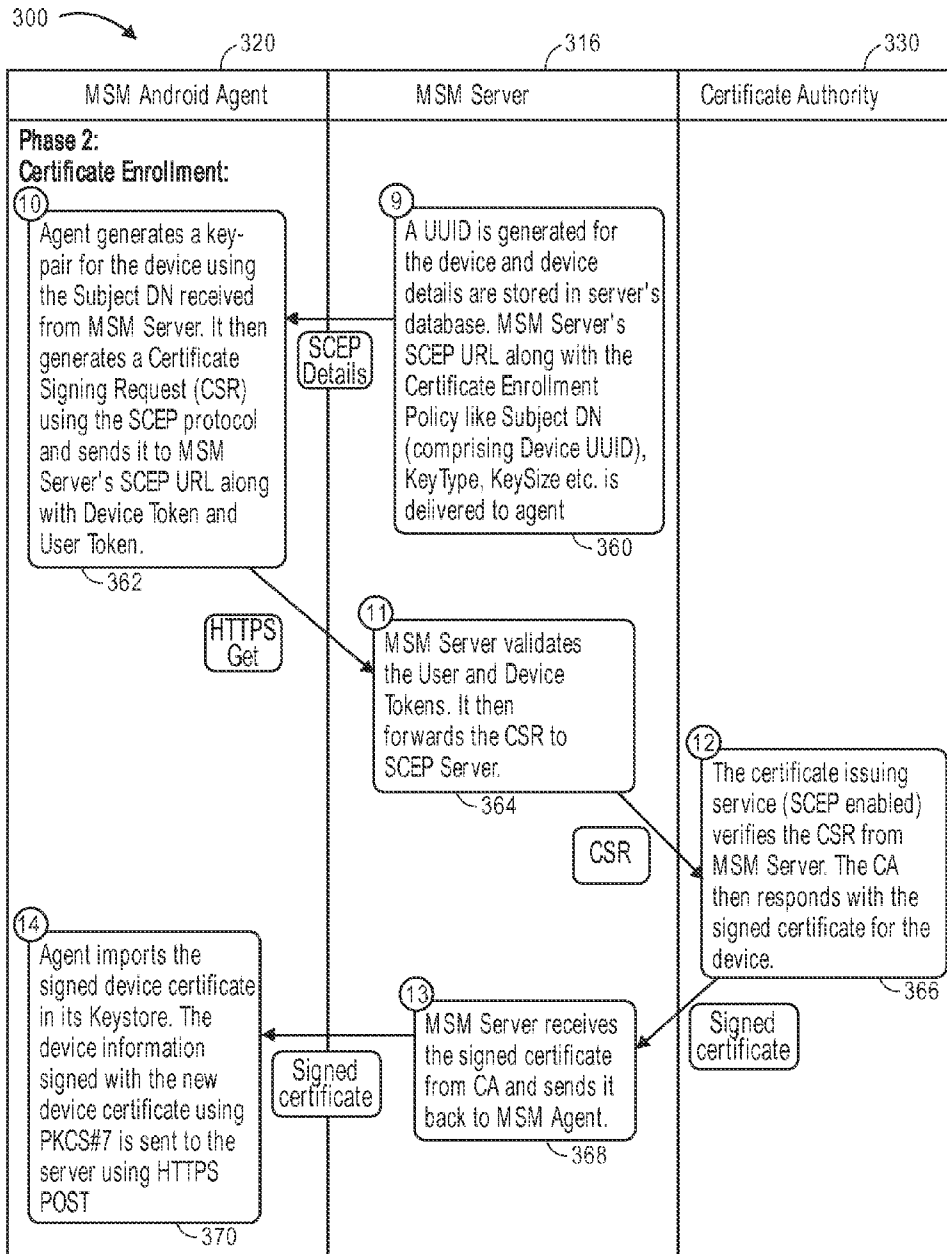 300
320
316
330
MSM Android Agent
MSM Server
Certificate Authority
Phase 2:
Certificate Enrollment:
10
Agent generates a key-
pair for the device using
the Subject DN received
from MSM Server. It then
generates a Certificate
Signing Request (CSR)
using the SCEP protocol
and sends it to MSM
Server's SCEP URL along
with Device Token and
User Token.
362
SCEP
Details
9
A UUID is generated for
the device and device
details are stored in server's
database. MSM Server's
SCEP URL along with the
Certificate Enrollment
Policy like Subject DN
(comprising Device UUID),
KeyType, KeySize etc. is
delivered to agent
360
HTTPS
Get
11
MSM Server validates
the User and Device
Tokens. It then
forwards the CSR to
SCEP Server.
364
CSR
12
The certificate issuing
service (SCEP enabled)
verifies the CSR from
MSM Server. The CA
then responds with the
signed certificate for the
device.
366
Signed
certificate
13
MSM Server receives
the signed certificate
from CA and sends it
back to MSM Agent.
368
Signed
certificate
14
Agent imports the
signed device certificate
in its Keystore. The
device information
signed with the new
device certificate using
PKCS#7 is sent to the
server using HTTPS
POST
370